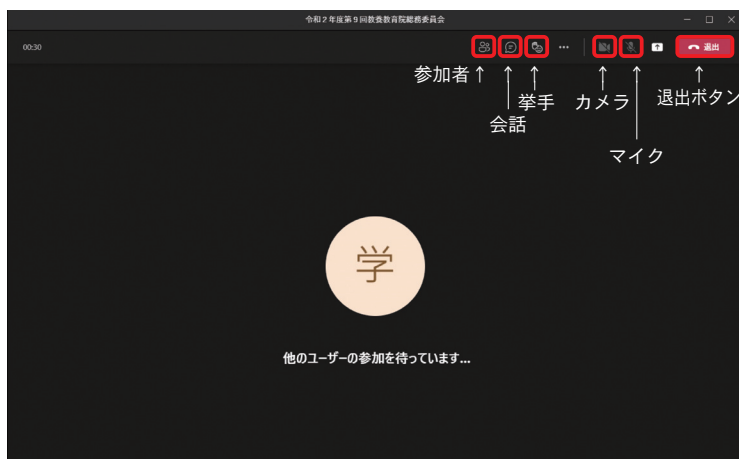 令和２年度第９回教養教育院総務委員会
00:30
退出
参加者↑
↑
↑
↑
↑
↑
会話
挙手
カメラ
マイク
退出ボタン
学
他のユーザーの参加を待っています...